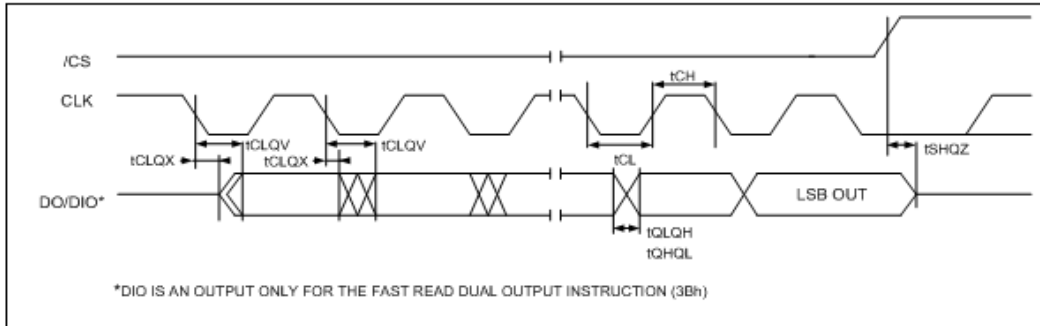 /CS
tCH
CLK
tCLQV
tCLQV
tCLQX
tCLQX
tCL
tSHQZ
DO/DIO*
LSB OUT
tQLQH
tQHQL
*DIO IS AN OUTPUT ONLY FOR THE FAST READ DUAL OUTPUT INSTRUCTION (3Bh)